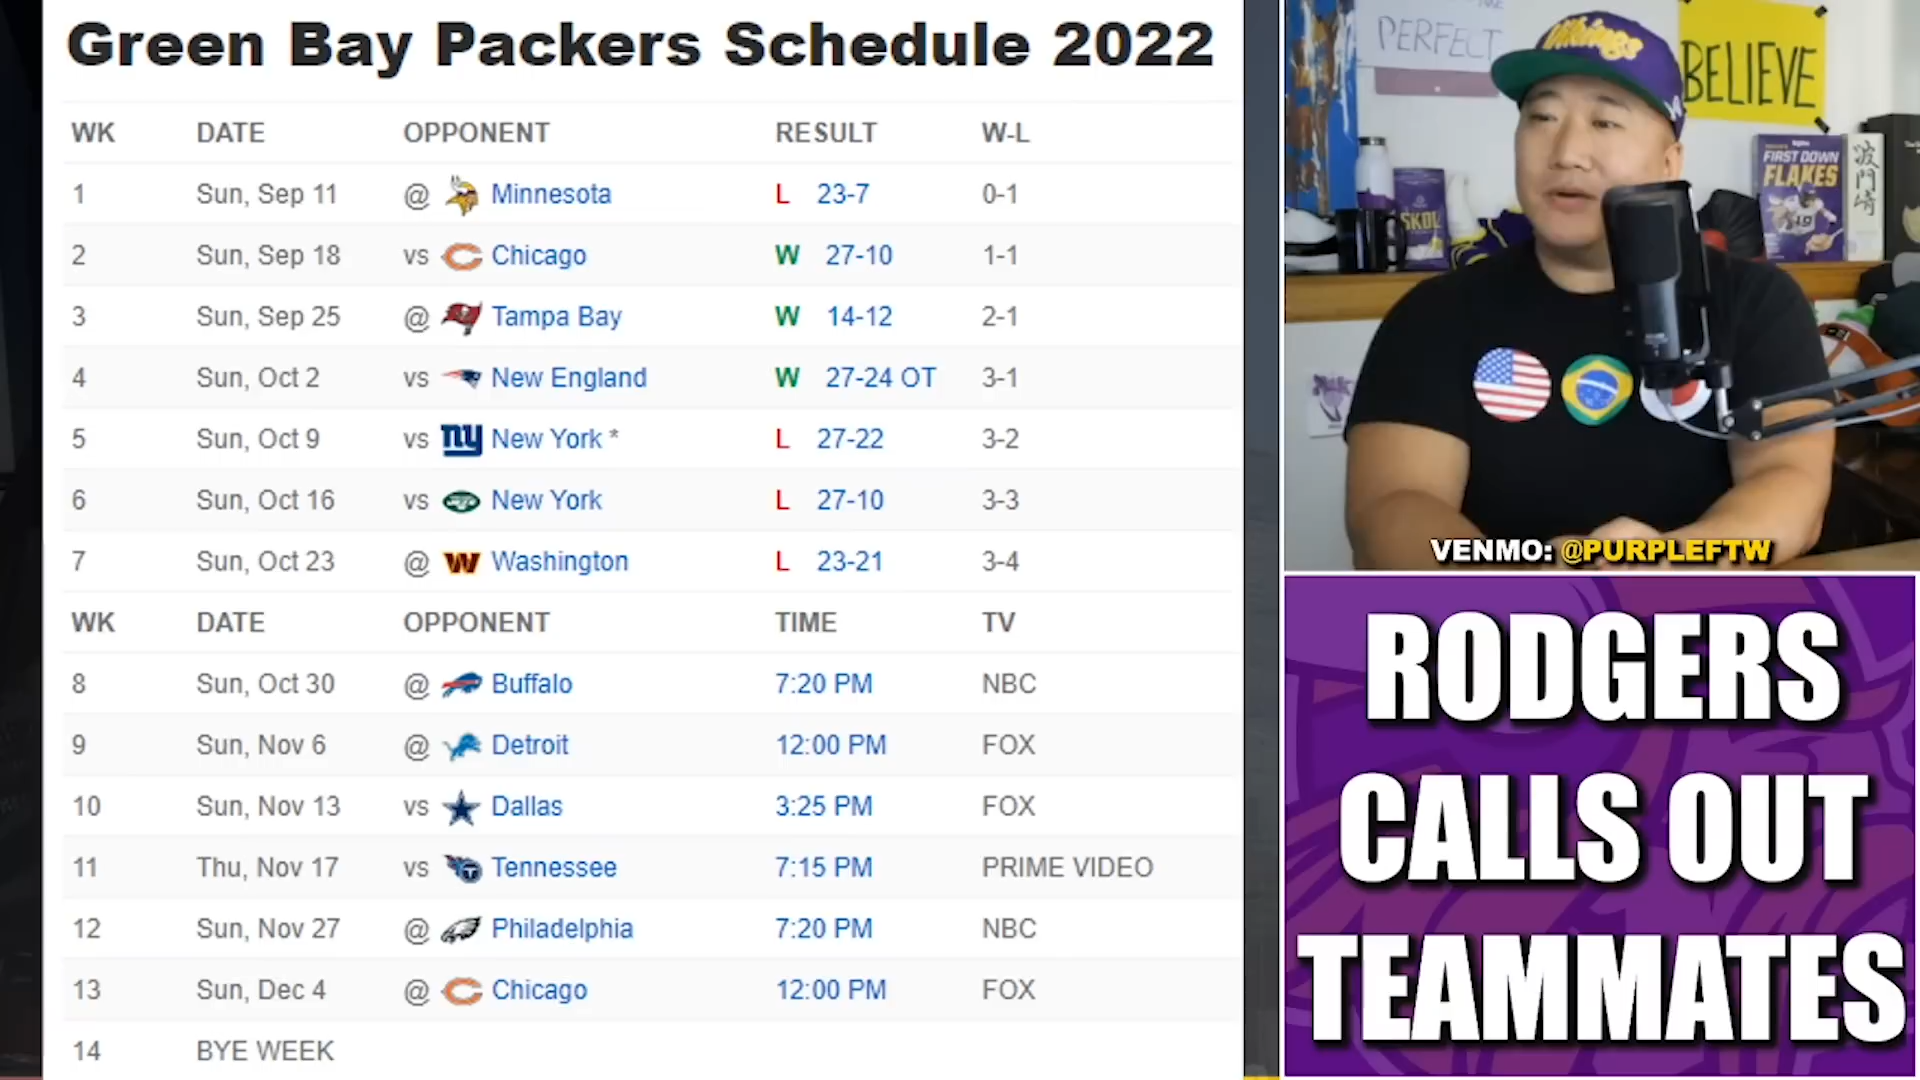 Green Bay Packers Schedule 2022
WK DATE OPPONENT RESULT W-L
1 Sun, Sep 11 @ Minnesota L 23-7 0-1
2 Sun, Sep 18 vs Chicago W 27-10 1-1
3 Sun, Sep 25 @ Tampa Bay W 14-12 2-1
4 Sun, Oct 2 vs New England W 27-24 OT 3-1
5 Sun, Oct 9 vs ny New York * L 27-22 3-2
6 Sun, Oct 16 vs New York L 27-10 3-3
7 Sun, Oct 23 @ W Washington L 23-21 3-4
WK DATE OPPONENT TIME TV
8 Sun, Oct 30 @ Buffalo 7:20 PM NBC
9 Sun, Nov 6 @ Detroit 12:00 PM FOX
10 Sun, Nov 13 vs Dallas 3:25 PM FOX
11 Thu, Nov 17 vs Tennessee 7:15 PM PRIME VIDEO
12 Sun, Nov 27 @ Philadelphia 7:20 PM NBC
13 Sun, Dec 4 @ Chicago 12:00 PM FOX
14 BYE WEEK
PERFECT
Vikings
BELIEVE
SKOL
FIRST DOWN
FLAKES
19
波門崎
VENMO: @PURPLEFTW
RODGERS
CALLS OUT
TEAMMATES